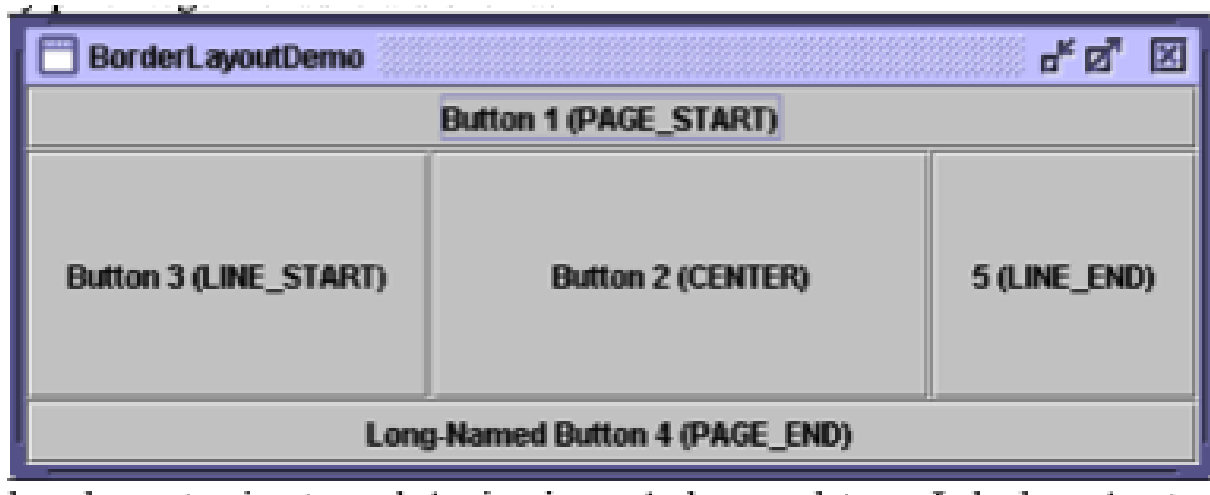 BorderLayoutDemo
Button 1 (PAGE_START)
Button 3 (LINE_START)
Button 2 (CENTER)
5 (LINE_END)
Long-Named Button 4 (PAGE_END)